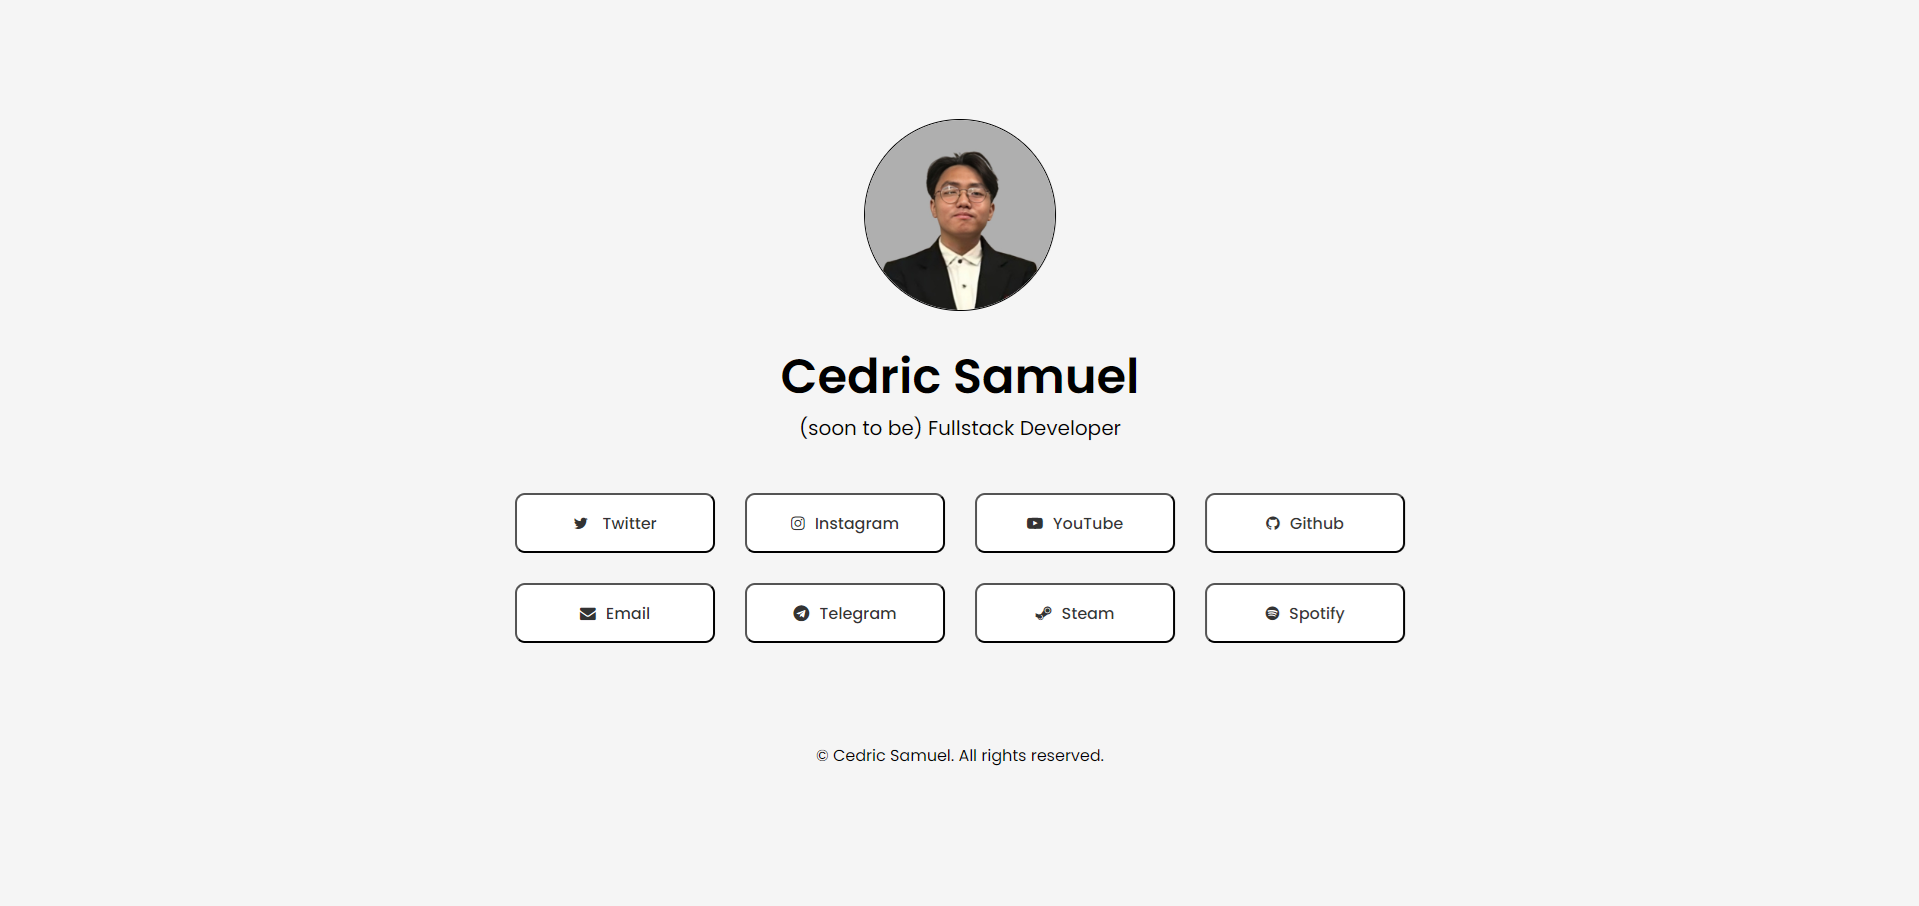 Cedric Samuel
(soon to be) Fullstack Developer
Twitter Instagram YouTube Github
Email Telegram Steam Spotify
© Cedric Samuel. All rights reserved.